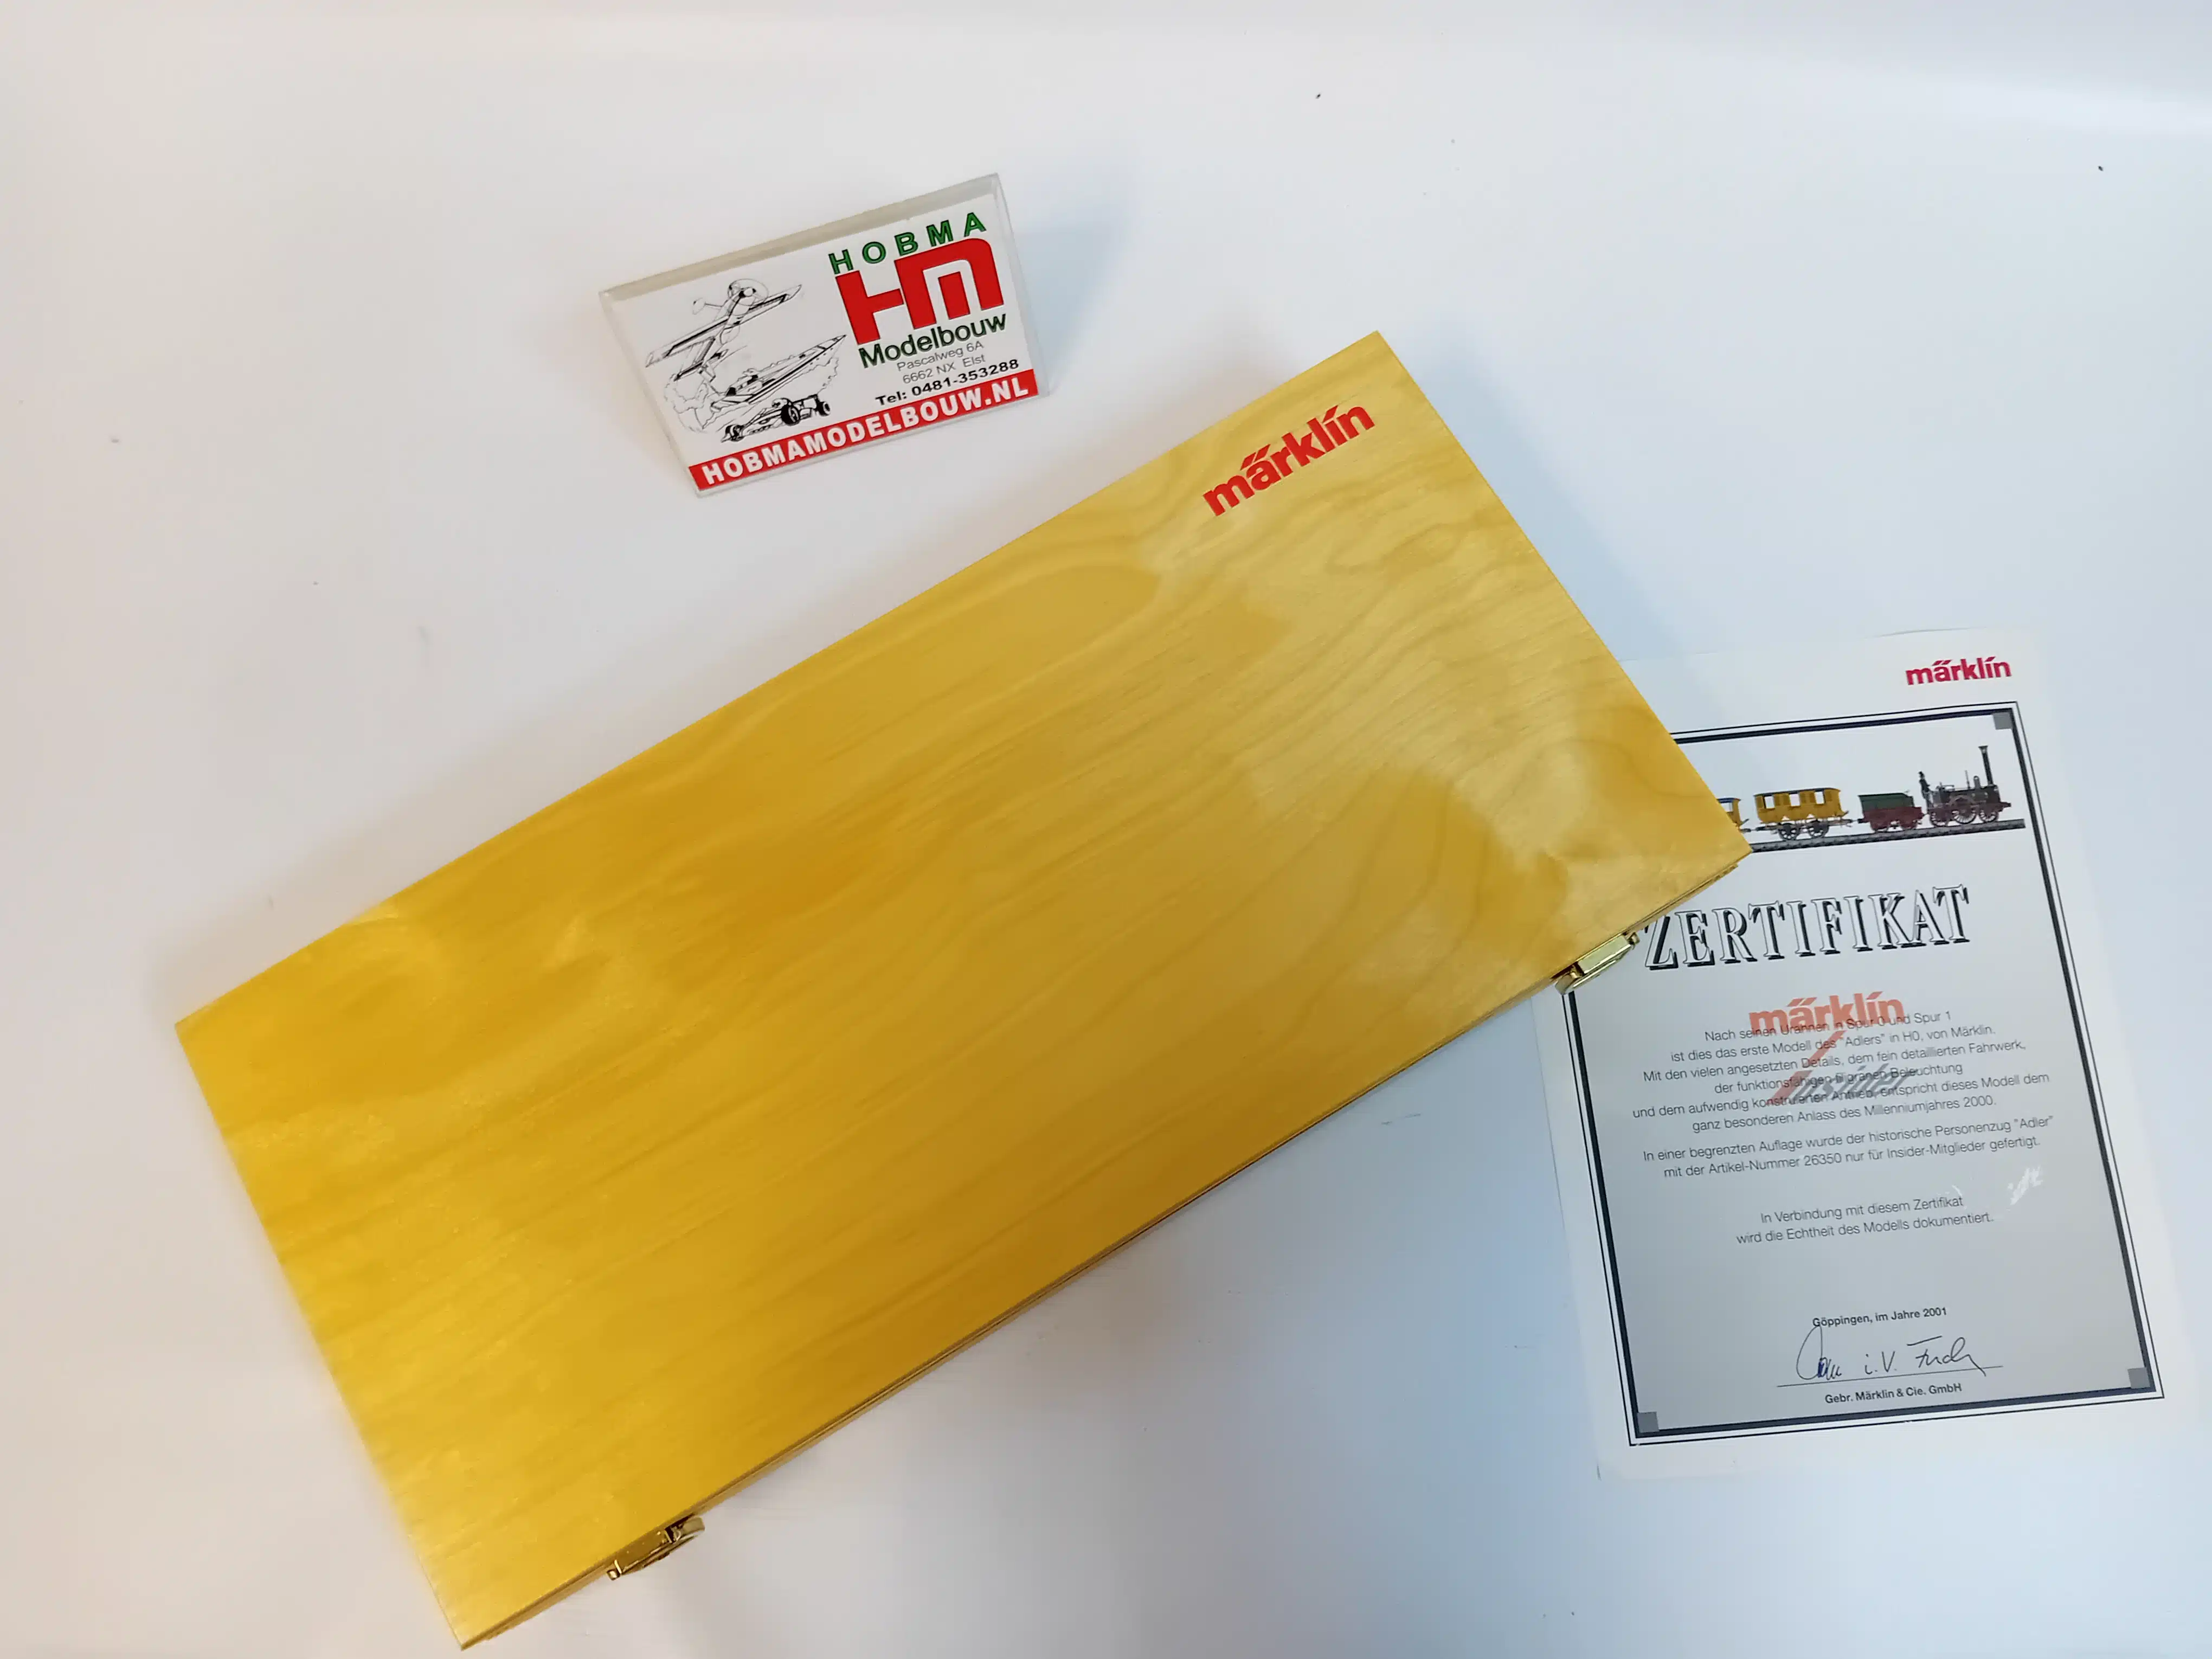 HOBMA
HM
Modelbouw
Pascalweg 6A
6662 NX Elst
Tel: 0481-353288
HOBMAMODELBOUW.NL
märklin
märklin
ZERTIFIKAT
märklin
Insider
Nach seinen Urahnen in Spur 0 und Spur 1
ist dies das erste Modell des "Adlers" in H0, von Märklin.
Mit den vielen angesetzten Details, dem fein detaillierten Fahrwerk,
der funktionsfähigen filigranen Beleuchtung
und dem aufwendig konstruierten Antrieb, entspricht dieses Modell dem
ganz besonderen Anlass des Millenniumjahres 2000.
In einer begrenzten Auflage wurde der historische Personenzug "Adler"
mit der Artikel-Nummer 26350 nur für Insider-Mitglieder gefertigt.
In Verbindung mit diesem Zertifikat
wird die Echtheit des Modells dokumentiert.
Göppingen, im Jahre 2001
i.V.
Gebr. Märklin & Cie. GmbH